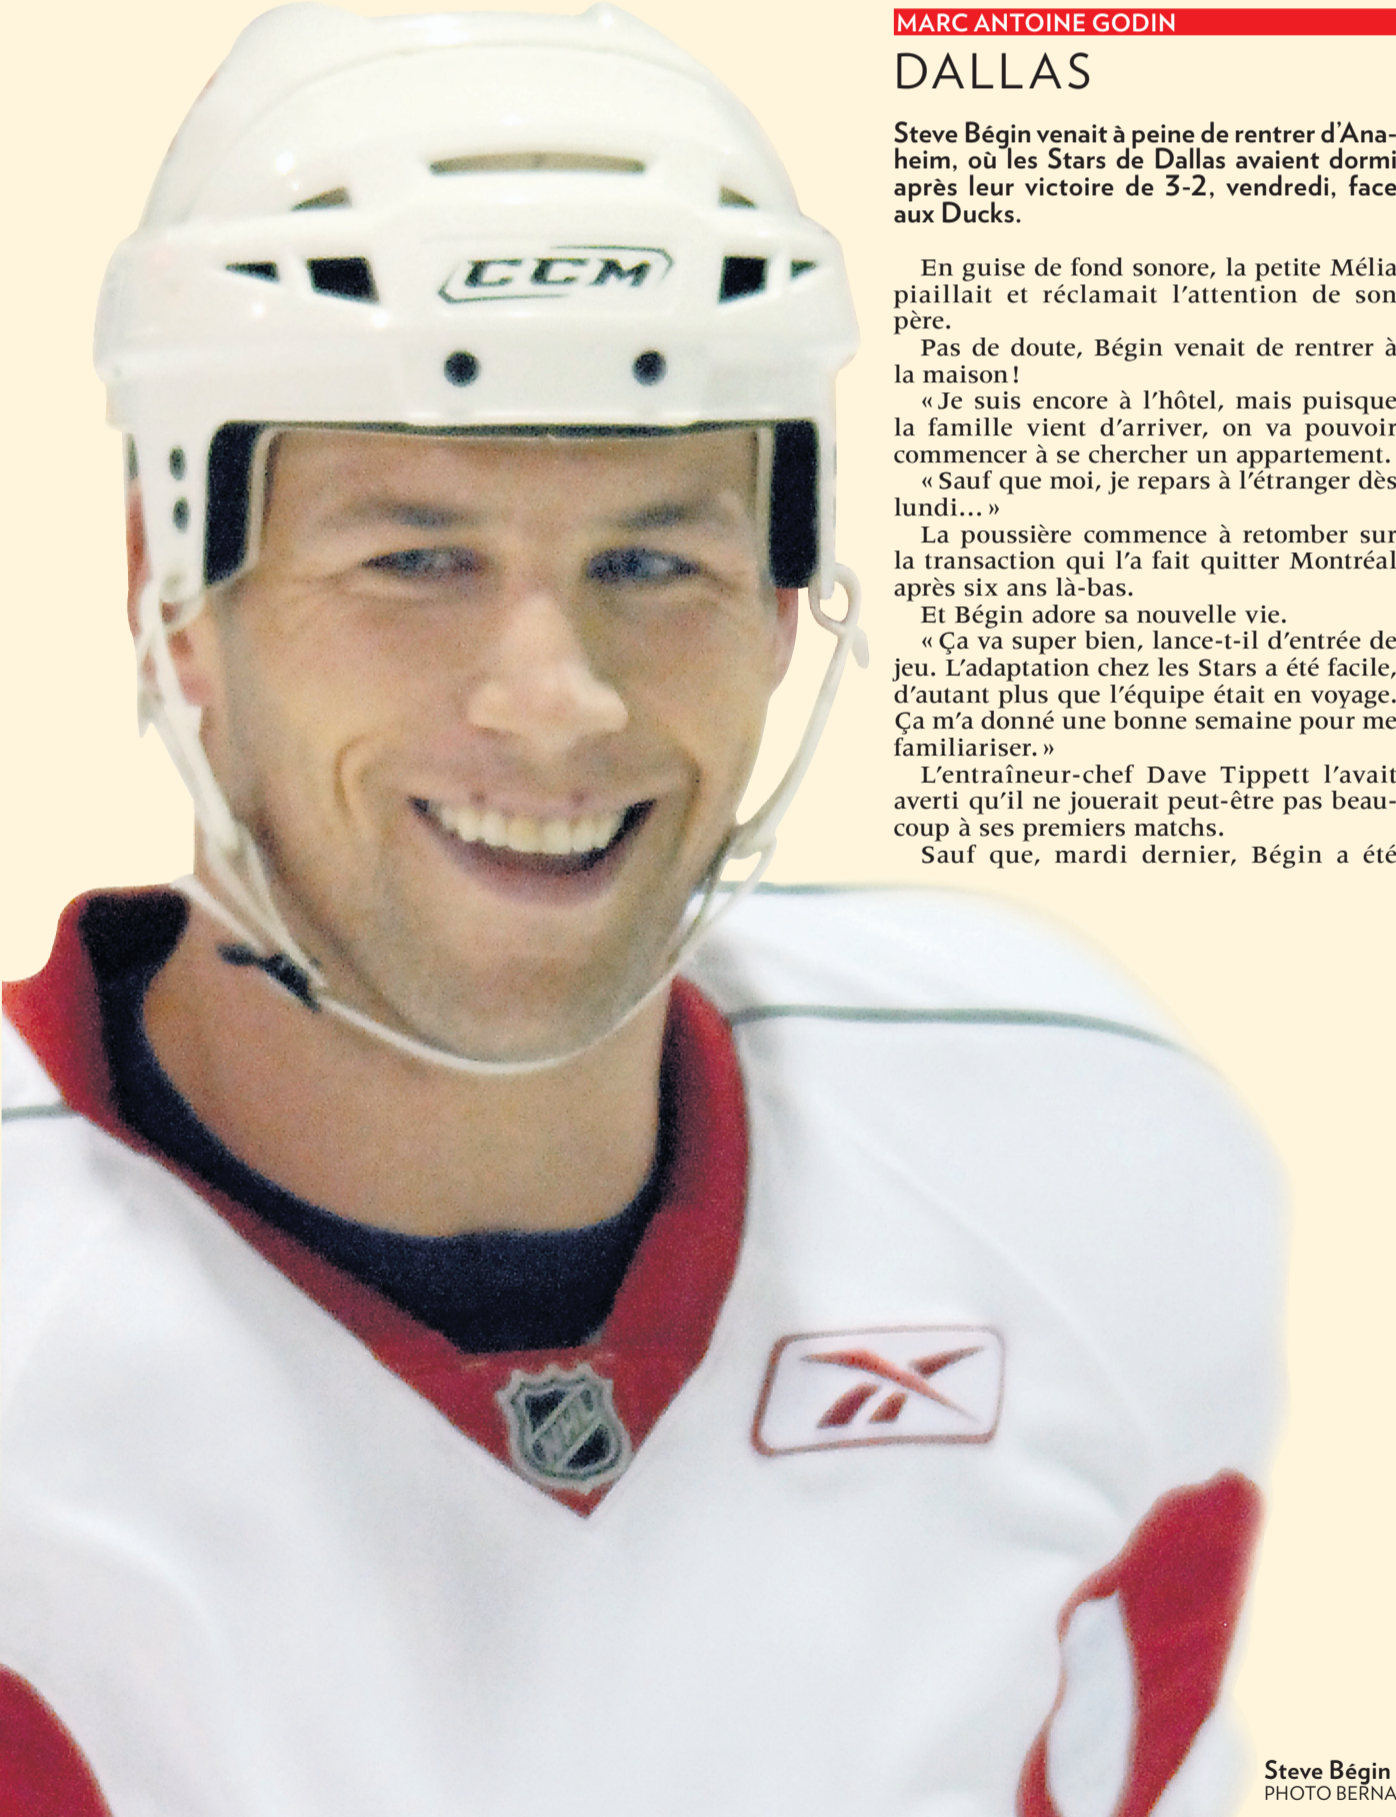 MARC ANTOINE GODIN
DALLAS
Steve Bégin venait à peine de rentrer d'Ana-
heim, où les Stars de Dallas avaient dormi
après leur victoire de 3-2, vendredi, face
aux Ducks.
En guise de fond sonore, la petite Mélia
piaillait et réclamait l'attention de son
père.
Pas de doute, Bégin venait de rentrer à
la maison !
« Je suis encore à l'hôtel, mais puisque
la famille vient d'arriver, on va pouvoir
commencer à se chercher un appartement.
« Sauf que moi, je repars à l'étranger dès
lundi... »
La poussière commence à retomber sur
la transaction qui l'a fait quitter Montréal
après six ans là-bas.
Et Bégin adore sa nouvelle vie.
« Ça va super bien, lance-t-il d'entrée de
jeu. L'adaptation chez les Stars a été facile,
d'autant plus que l'équipe était en voyage.
Ça m'a donné une bonne semaine pour me
familiariser. »
L'entraîneur-chef Dave Tippett l'avait
averti qu'il ne jouerait peut-être pas beau-
coup à ses premiers matchs.
Sauf que, mardi dernier, Bégin a été
CCM
NHL
Steve Bégin
PHOTO BERNA